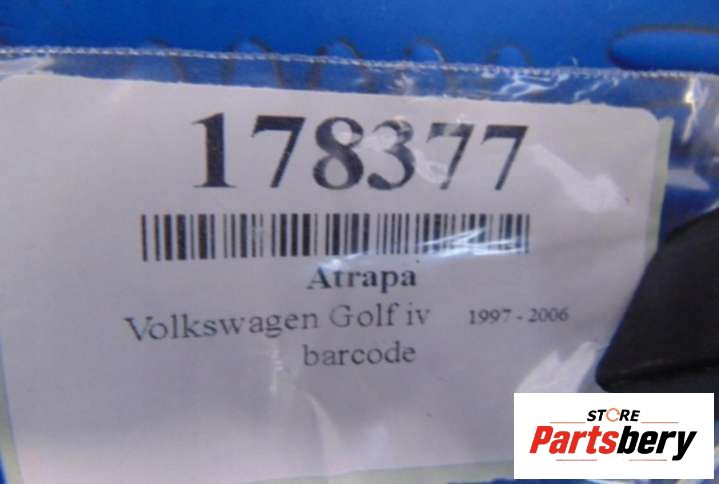 178377
Atrapa
Volkswagen Golf iv 1997 - 2006
barcode
STORE
Partsbery